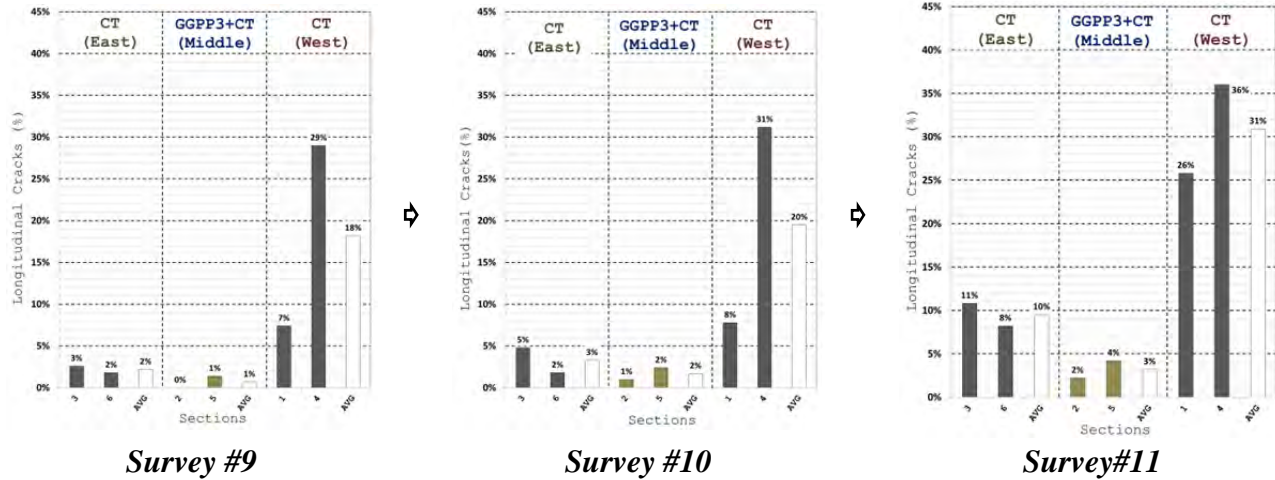 45%
40%
35%
30%
25%
20%
15%
10%
5%
0%
Longitudinal Cracks (%)
CT
(East)
GGPP3+CT
(Middle)
CT
(West)
3%
2%
2%
0%
1%
1%
7%
29%
18%
3
6
AVG
2
5
AVG
1
4
AVG
Sections
Survey #9
45%
40%
35%
30%
25%
20%
15%
10%
5%
0%
Longitudinal Cracks(%)
CT
(East)
GGPP3+CT
(Middle)
CT
(West)
5%
2%
3%
1%
2%
2%
8%
31%
20%
3
6
AVG
2
5
AVG
1
4
AVG
Sections
Survey #10
45%
40%
35%
30%
25%
20%
15%
10%
5%
0%
Longitudinal Cracks (%)
CT
(East)
GGPP3+CT
(Middle)
CT
(West)
11%
8%
10%
2%
4%
3%
26%
36%
31%
3
6
AVG
2
5
AVG
1
4
AVG
Sections
Survey#11